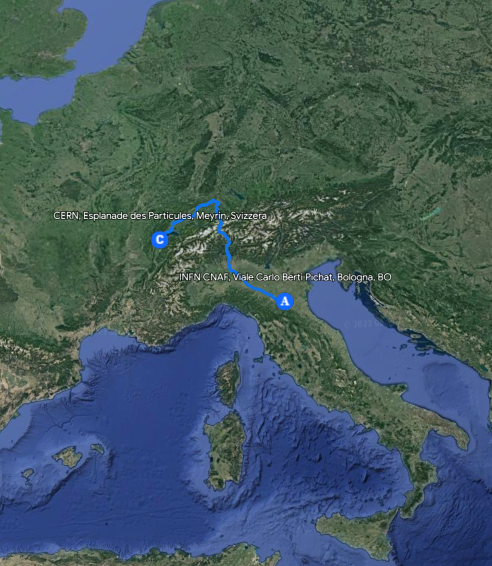 CERN, Esplanade des Particules, Meyrin, Svizzera
C
INFN CNAF, Viale Carlo Berti Pichat, Bologna, BO
A